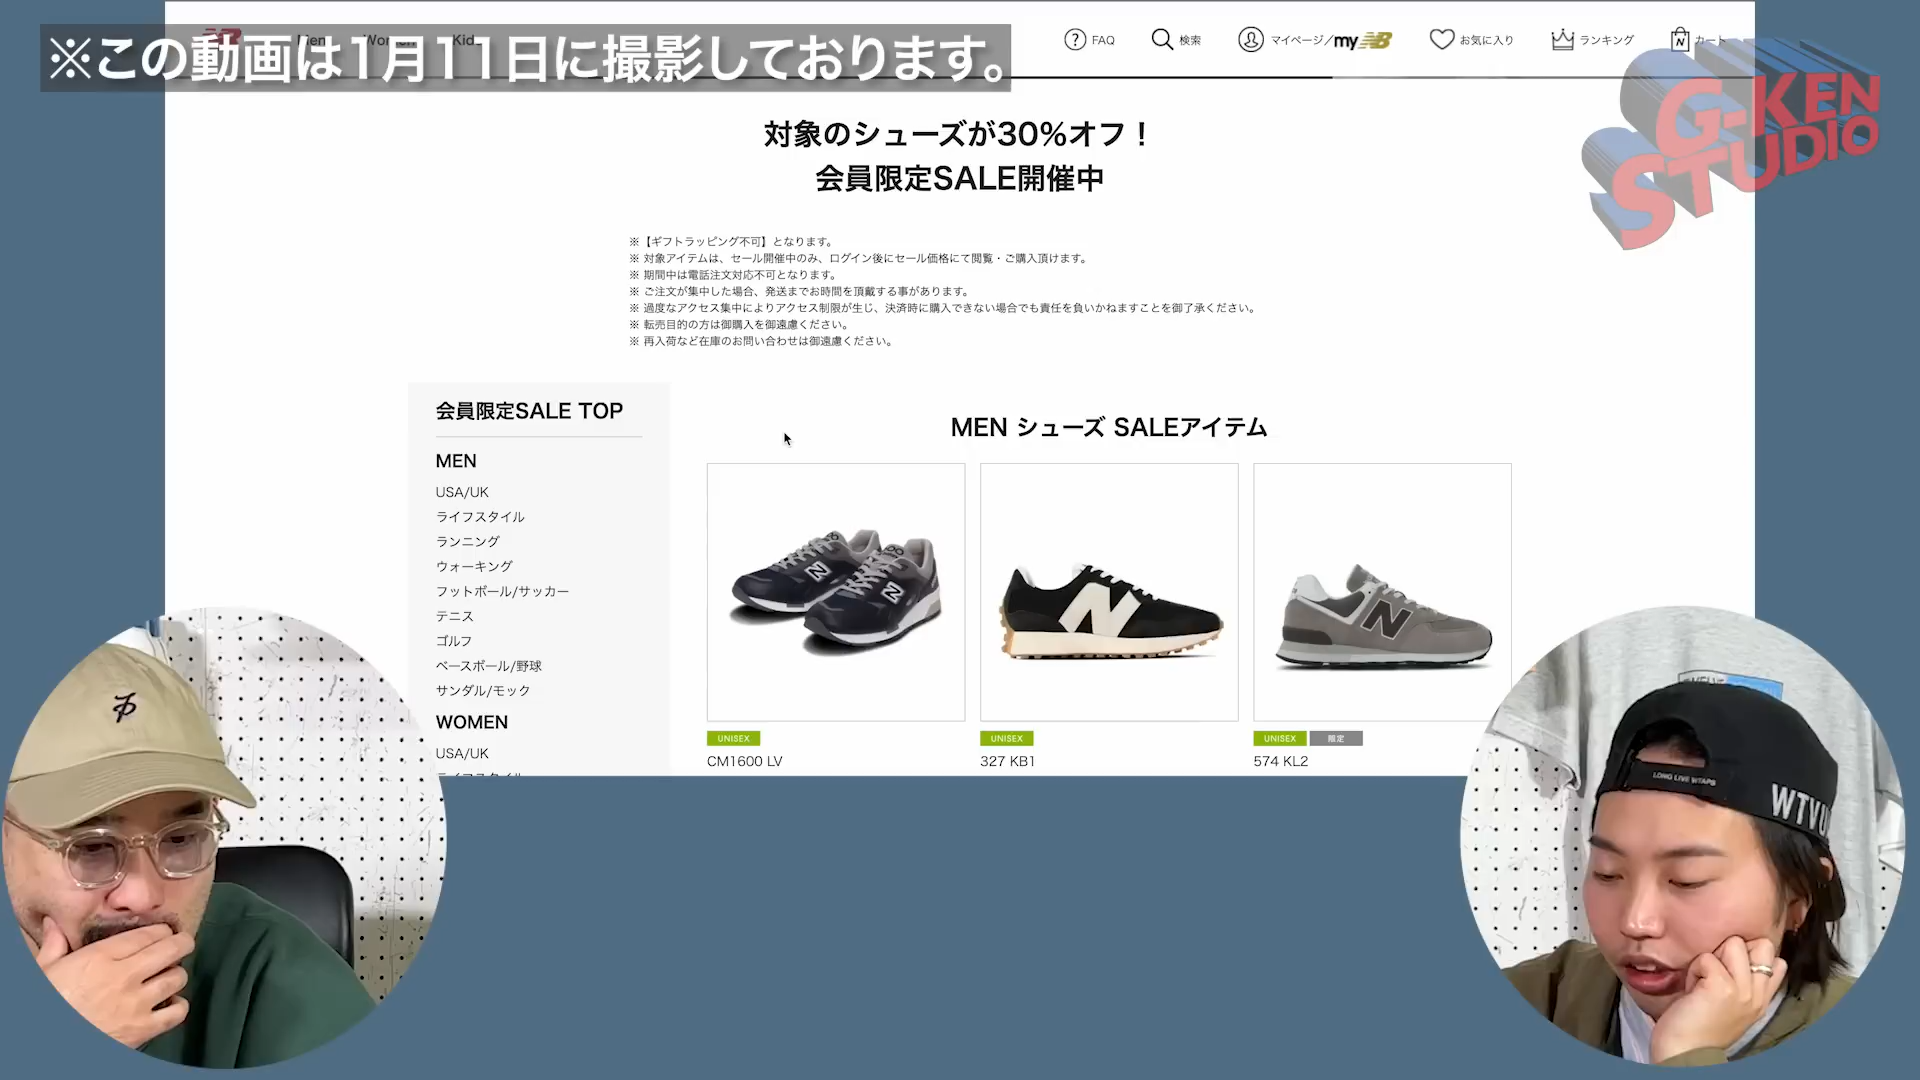 ※この動画は1月11日に撮影しております。
Men Women Kids
FAQ 検索 マイページ/my NB お気に入り ランキング カート
G-KEN
STUDIO
対象のシューズが30%オフ！
会員限定SALE開催中
※【ギフトラッピング不可】となります。
※ 対象アイテムは、セール開催中のみ、ログイン後にセール価格にて閲覧・ご購入頂けます。
※ 期間中は電話注文対応不可となります。
※ ご注文が集中した場合、発送までお時間を頂戴する事があります。
※ 過度なアクセス集中によりアクセス制限が生じ、決済時に購入できない場合でも責任を負いかねますことを御了承ください。
※ 転売目的の方は御購入を御遠慮ください。
※ 再入荷など在庫のお問い合わせは御遠慮ください。
会員限定SALE TOP
MEN
USA/UK
ライフスタイル
ランニング
ウォーキング
フットボール/サッカー
テニス
ゴルフ
ベースボール/野球
サンダル/モック
WOMEN
USA/UK
ライフスタイル
MEN シューズ SALEアイテム
UNISEX
CM1600 LV
UNISEX
327 KB1
UNISEX 限定
574 KL2
LONG LIVE WTAPS
WTVU